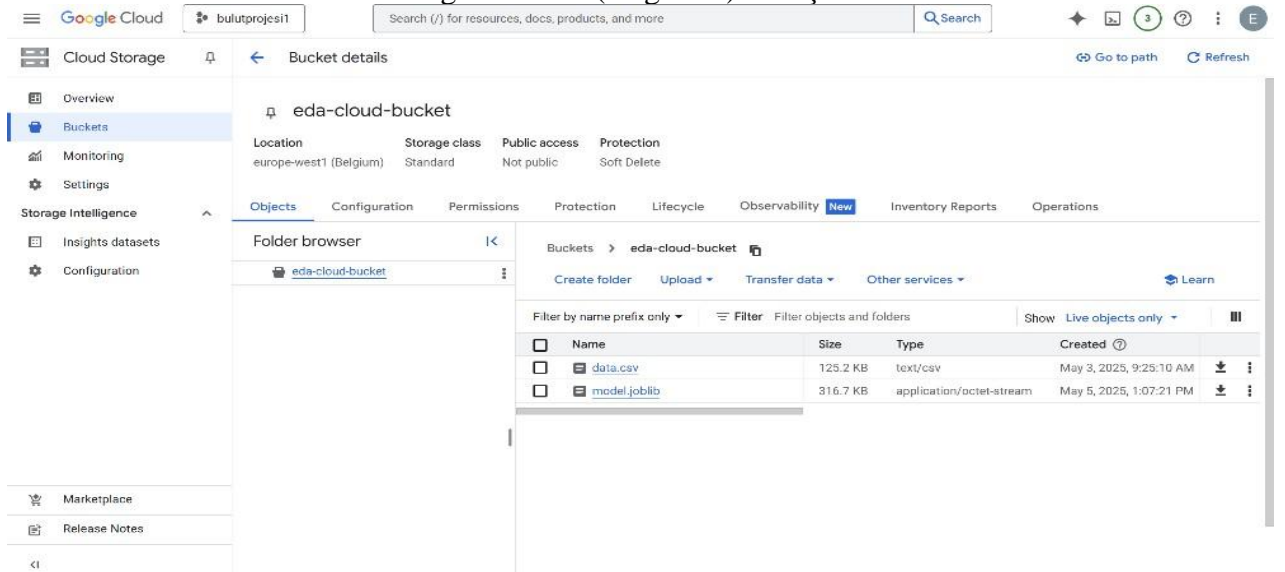 Google Cloud
bulutprojesi1
Search (/) for resources, docs, products, and more
Search
3
E
Cloud Storage
Bucket details
Go to path
Refresh
Overview
Buckets
Monitoring
Settings
Storage Intelligence
Insights datasets
Configuration
Marketplace
Release Notes
eda-cloud-bucket
Location Storage class Public access Protection
europe-west1 (Belgium) Standard Not public Soft Delete
Objects Configuration Permissions Protection Lifecycle Observability New Inventory Reports Operations
Folder browser
eda-cloud-bucket
Buckets > eda-cloud-bucket
Create folder Upload Transfer data Other services Learn
Filter by name prefix only Filter Filter objects and folders Show Live objects only
Name Size Type Created
data.csv 125.2 KB text/csv May 3, 2025, 9:25:10 AM
model.joblib 316.7 KB application/octet-stream May 5, 2025, 1:07:21 PM